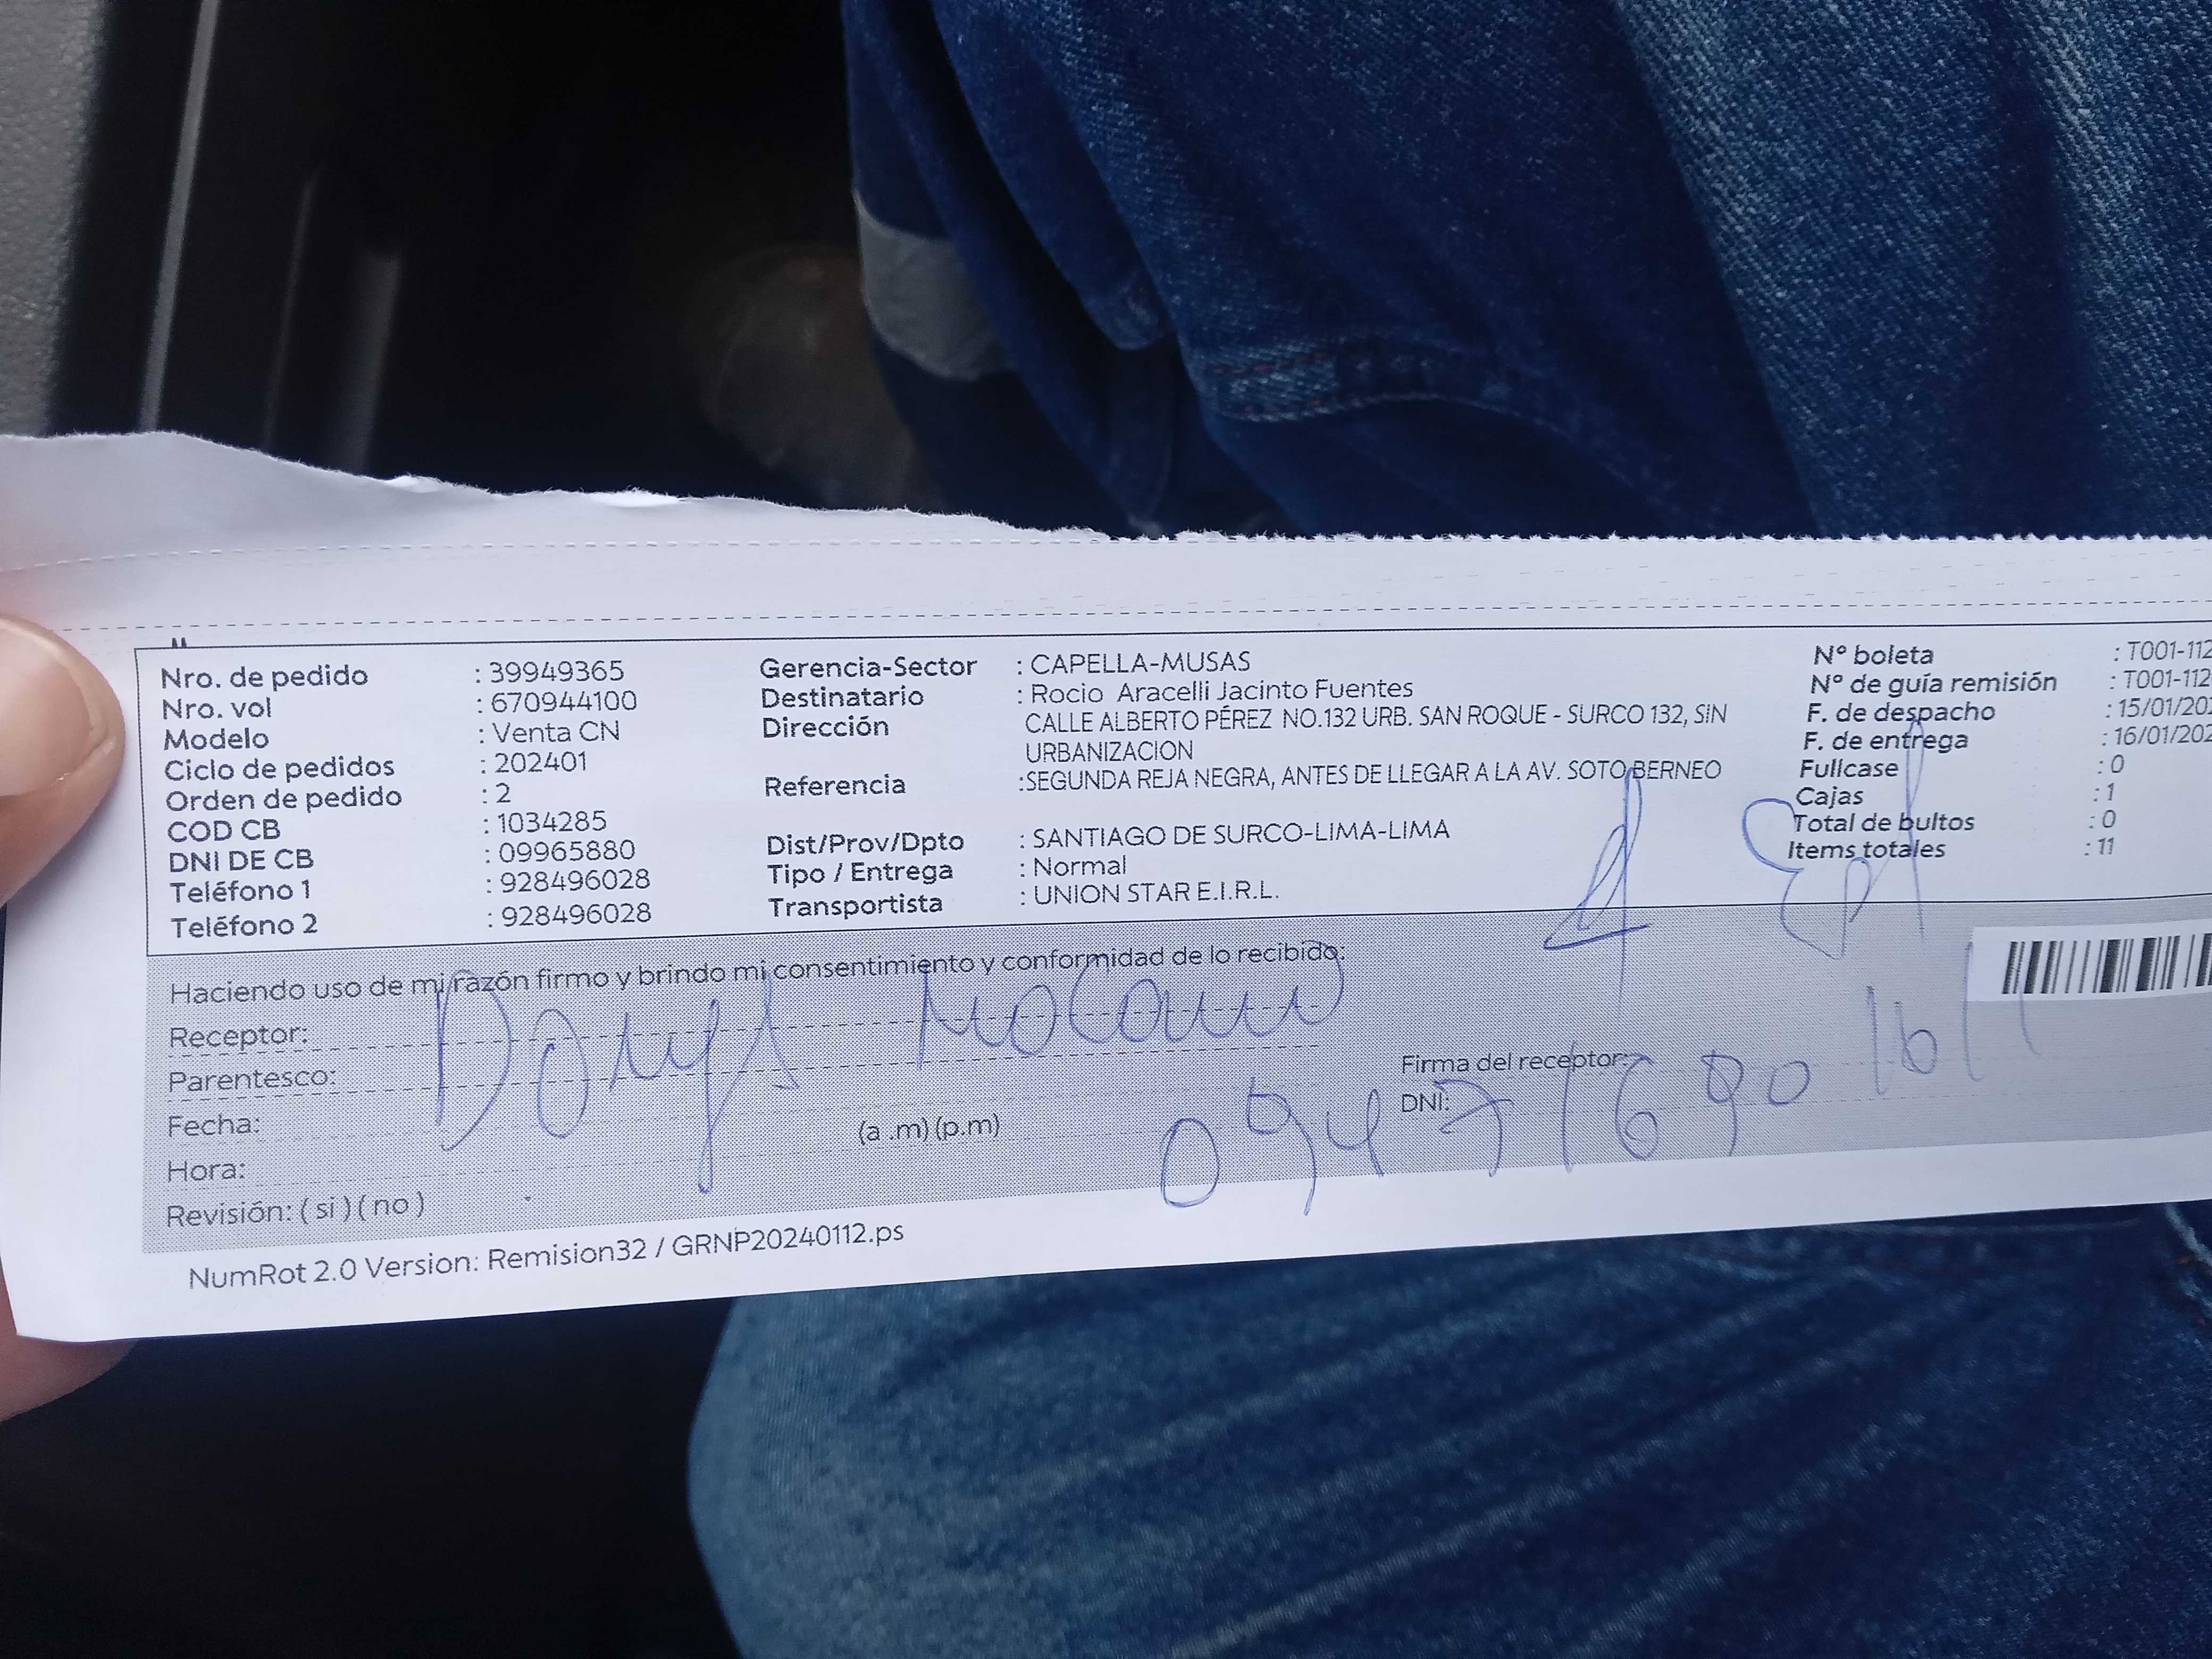 Nro. de pedido : 39949365
Nro. vol : 670944100
Modelo : Venta CN
Ciclo de pedidos : 202401
Orden de pedido : 2
COD CB : 1034285
DNI DE CB : 09965880
Teléfono 1 : 928496028
Teléfono 2 : 928496028
Gerencia-Sector : CAPELLA-MUSAS
Destinatario : Rocio Aracelli Jacinto Fuentes
Dirección CALLE ALBERTO PÉREZ NO.132 URB. SAN ROQUE - SURCO 132, SIN
URBANIZACION
Referencia :SEGUNDA REJA NEGRA, ANTES DE LLEGAR A LA AV. SOTO BERNEO
Dist/Prov/Dpto : SANTIAGO DE SURCO-LIMA-LIMA
Tipo / Entrega : Normal
Transportista : UNION STAR E.I.R.L.
Nº boleta : T001-112
Nº de guía remisión : T001-112
F. de despacho : 15/01/202
F. de entrega : 16/01/202
Fullcase : 0
Cajas : 1
Total de bultos : 0
Items totales : 11
Haciendo uso de mi razón firmo y brindo mi consentimiento y conformidad de lo recibido:
Receptor:
Parentesco:
Fecha:
Hora: (a .m) (p.m)
Revisión: ( si ) ( no )
Firma del receptor:
DNI:
NumRot 2.0 Version: Remision32 / GRNP20240112.ps